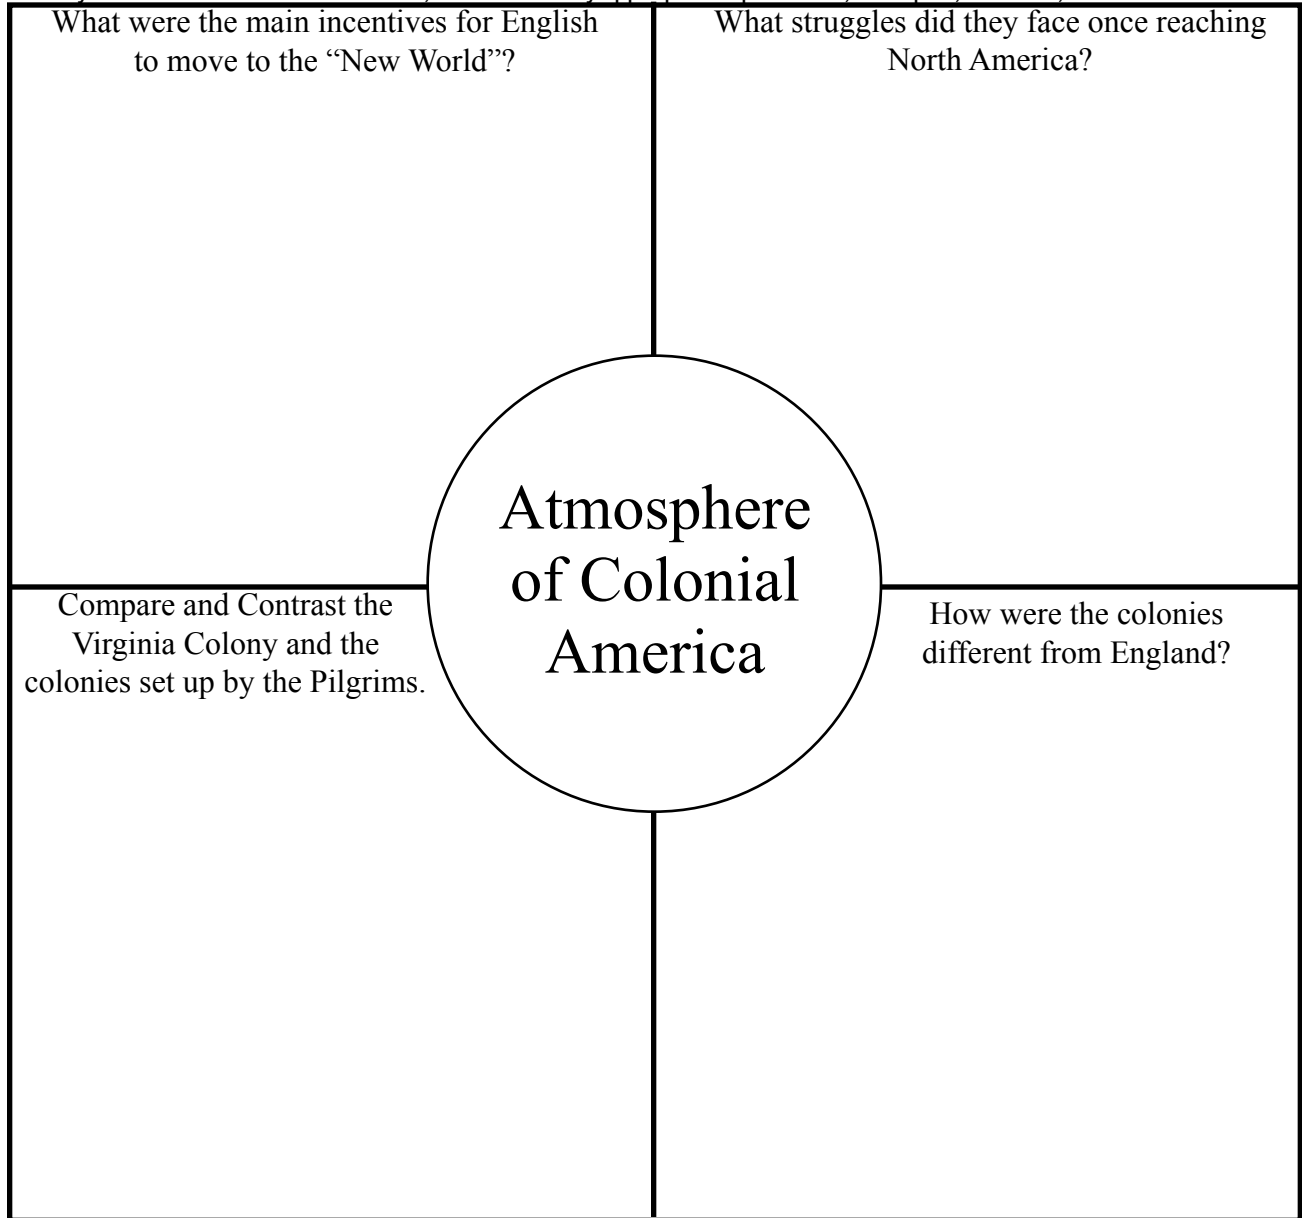 What were the main incentives for English
to move to the “New World”?
What struggles did they face once reaching
North America?
Atmosphere
of Colonial
America
Compare and Contrast the
Virginia Colony and the
colonies set up by the Pilgrims.
How were the colonies
different from England?